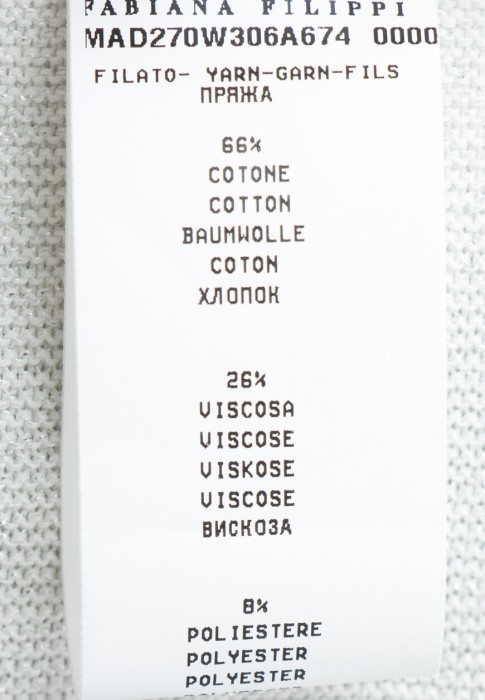 FABIANA FILIPPI
MAD270W306A674 0000
FILATO- YARN-GARN-FILS
ПРЯЖА
66%
COTONE
COTTON
BAUMWOLLE
COTON
ХЛОПОК
26%
VISCOSA
VISCOSE
VISKOSE
VISCOSE
ВИСКОЗА
8%
POLIESTERE
POLYESTER
POLYESTER